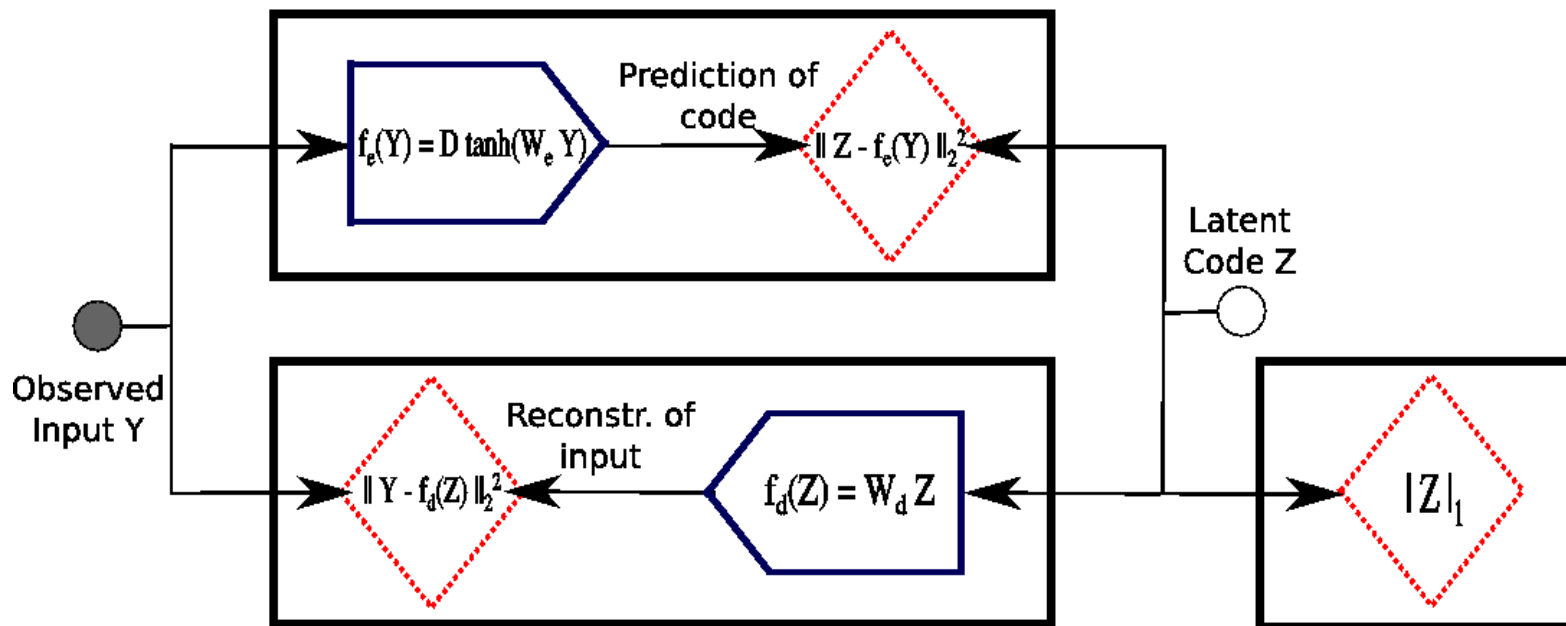 Prediction of
code
f_e(Y) = D tanh(W_e Y)
|| Z - f_e(Y) ||_2^2
Latent
Code Z
Observed
Input Y
Reconstr. of
input
|| Y - f_d(Z) ||_2^2
f_d(Z) = W_d Z
|Z|_1